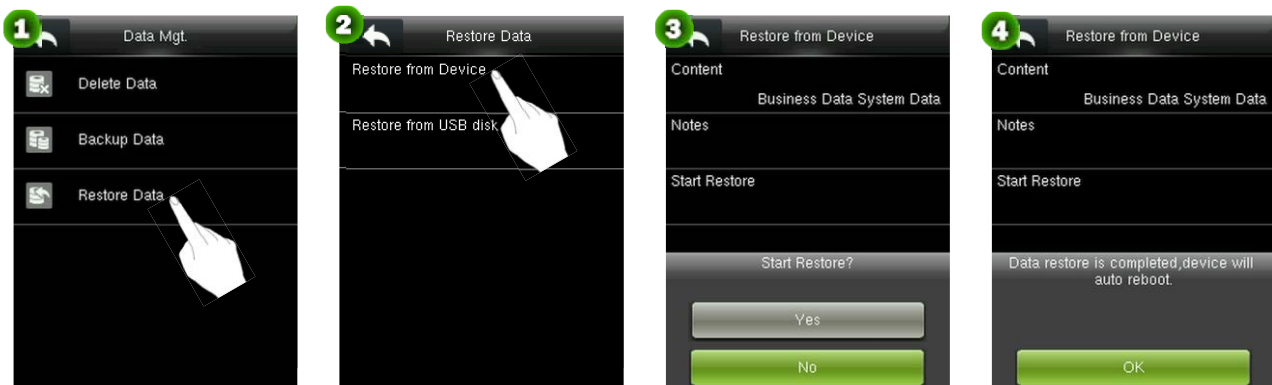 1
Data Mgt.
Delete Data
Backup Data
Restore Data
2
Restore Data
Restore from Device
Restore from USB disk
3
Restore from Device
Content
Business Data System Data
Notes
Start Restore
Start Restore?
Yes
No
4
Restore from Device
Content
Business Data System Data
Notes
Start Restore
Data restore is completed,device will
auto reboot.
OK